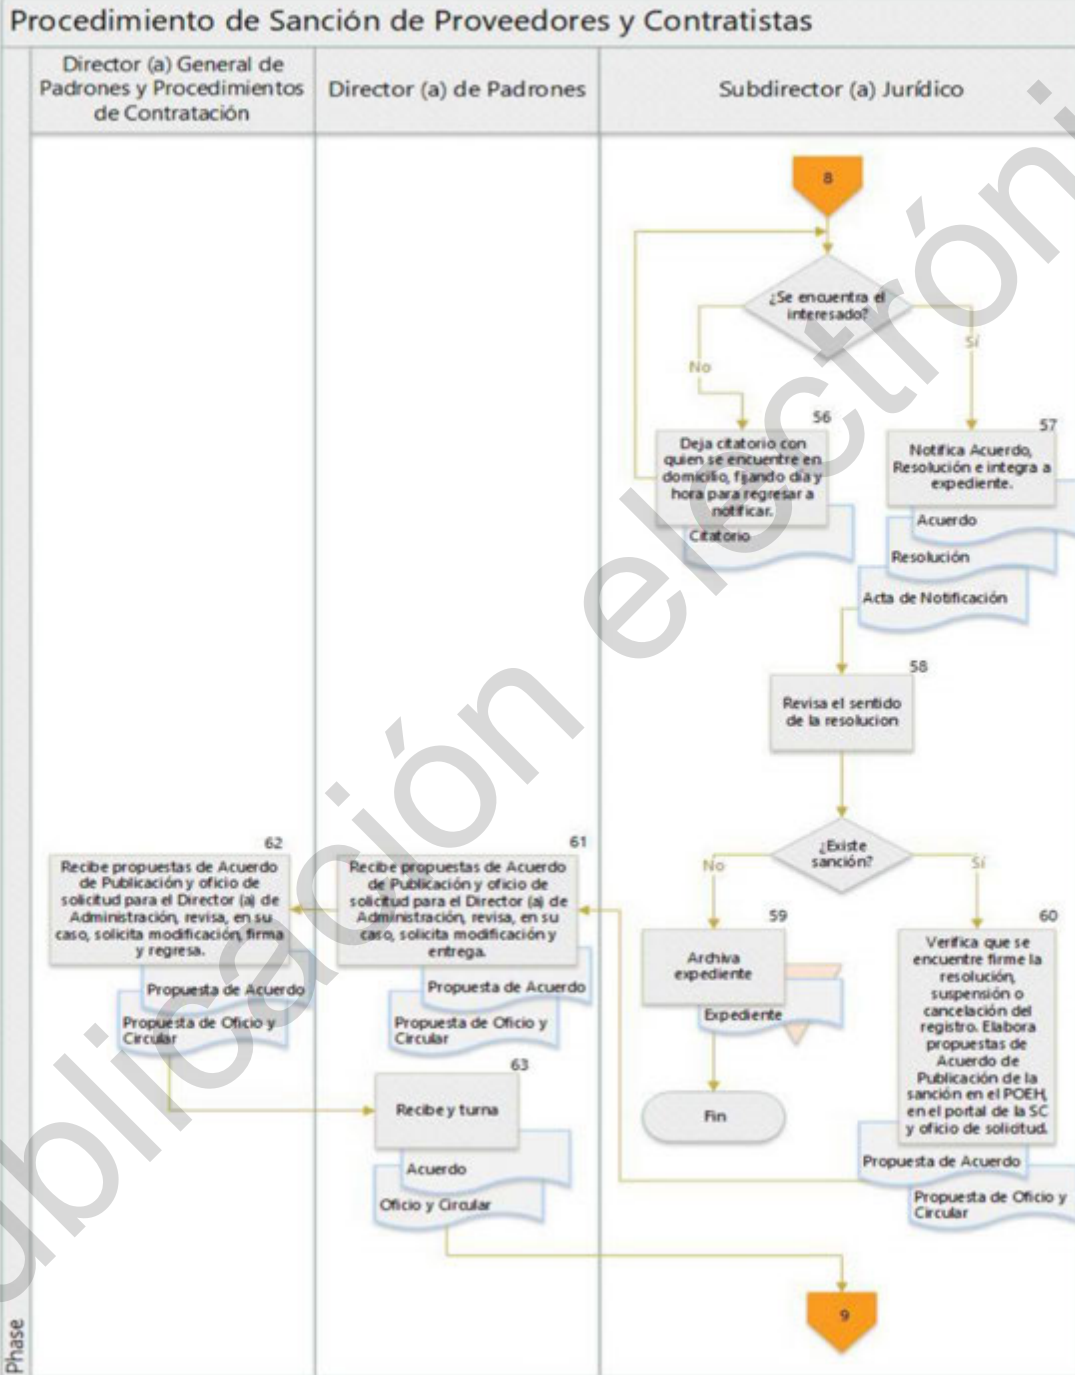 Procedimiento de Sanción de Proveedores y Contratistas
Director (a) General de
Padrones y Procedimientos
de Contratación
Director (a) de Padrones
Subdirector (a) Jurídico
8
¿Se encuentra el
interesado?
No
Sí
56
Deja citatorio con
quien se encuentre en
domicilio, fijando día y
hora para regresar a
notificar.
Citatorio
57
Notifica Acuerdo,
Resolución e integra a
expediente.
Acuerdo
Resolución
Acta de Notificación
58
Revisa el sentido
de la resolucion
¿Existe
sanción?
No
Sí
62
Recibe propuestas de Acuerdo
de Publicación y oficio de
solicitud para el Director (a) de
Administración, revisa, en su
caso, solicita modificación, firma
y regresa.
Propuesta de Acuerdo
Propuesta de Oficio y
Circular
61
Recibe propuestas de Acuerdo
de Publicación y oficio de
solicitud para el Director (a) de
Administración, revisa, en su
caso, solicita modificación y
entrega.
Propuesta de Acuerdo
Propuesta de Oficio y
Circular
59
Archiva
expediente
Expediente
Fin
60
Verifica que se
encuentre firme la
resolución,
suspensión o
cancelación del
registro. Elabora
propuestas de
Acuerdo de
Publicación de la
sanción en el POEH,
en el portal de la SC
y oficio de solicitud.
Propuesta de Acuerdo
Propuesta de Oficio y
Circular
63
Recibe y turna
Acuerdo
Oficio y Circular
9
Phase
ublicación electróni